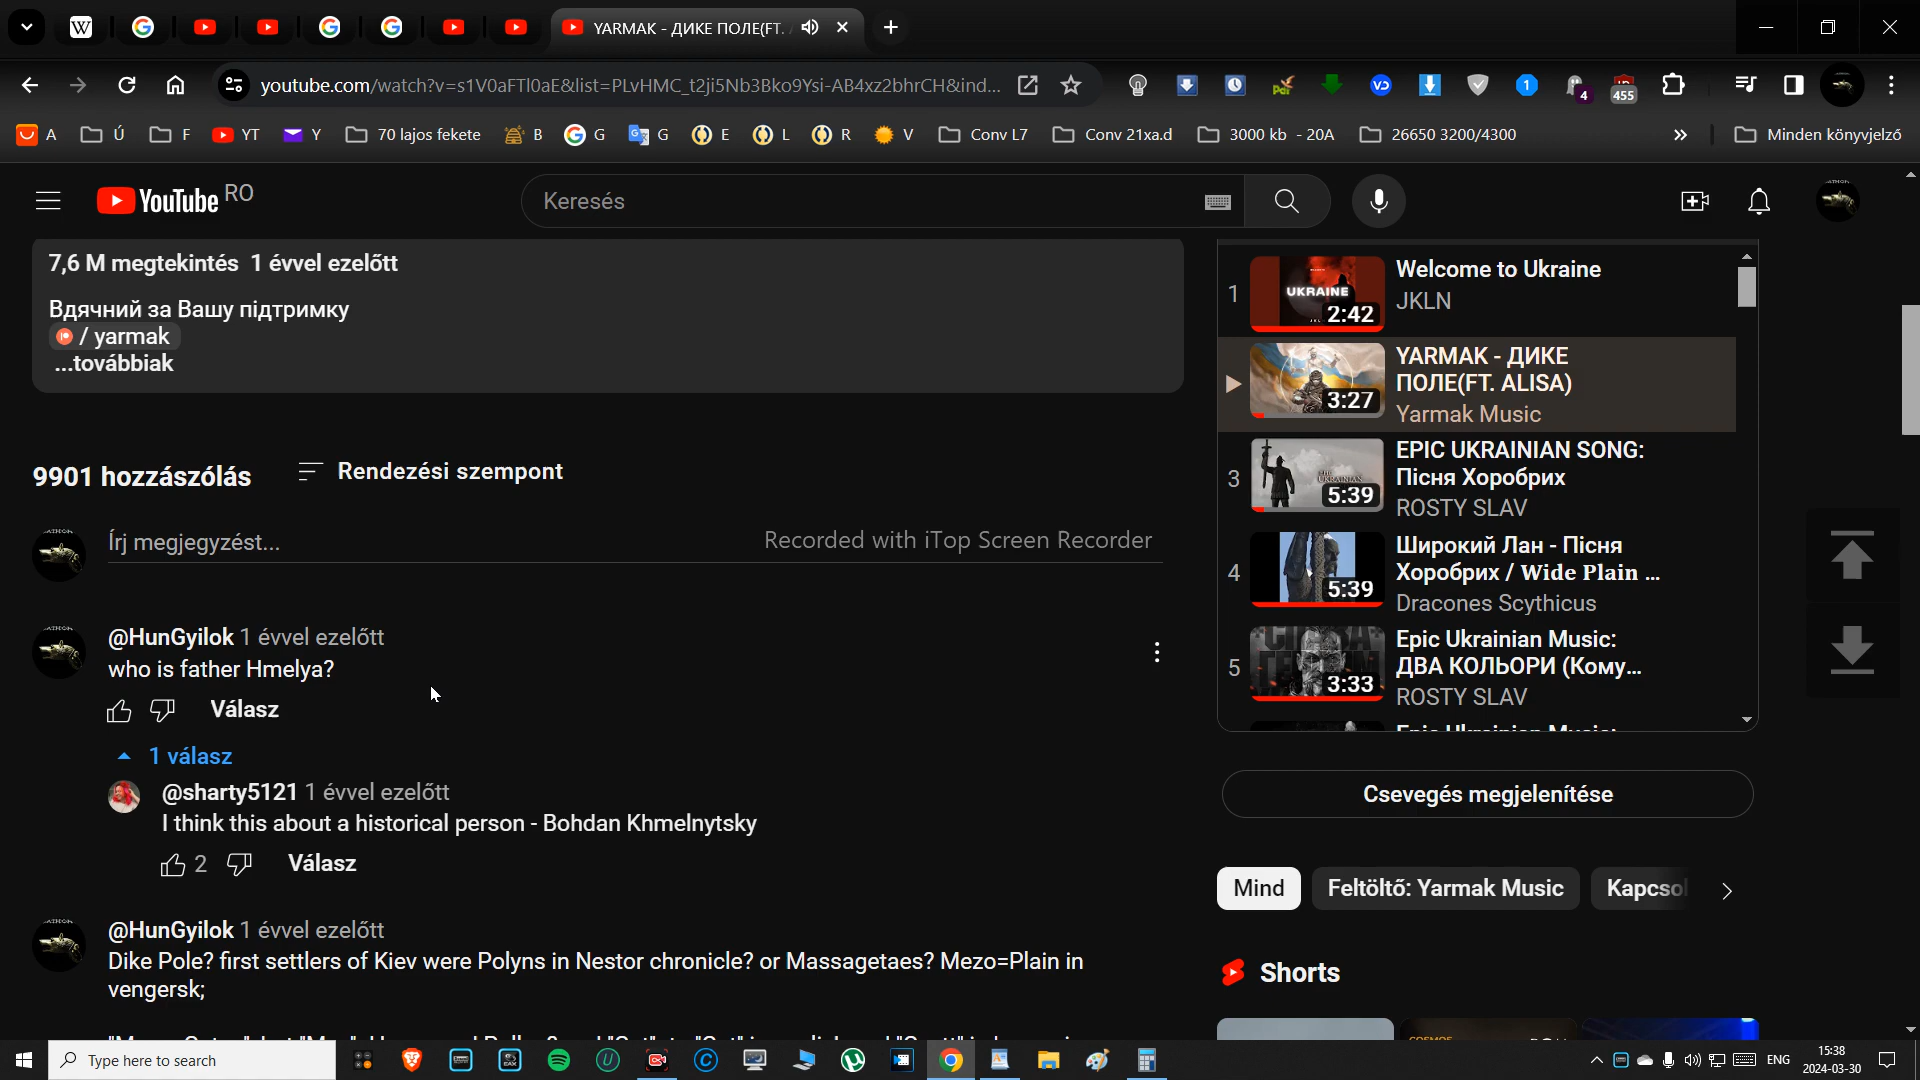 YARMAK - ДИКЕ ПОЛЕ(FT.
youtube.com/watch?v=s1V0aFTl0aE&list=PLvHMC_t2ji5Nb3Bko9Ysi-AB4xz2bhrCH&ind...
4
455
A Ú F YT Y 70 lajos fekete B G G E L R V Conv L7 Conv 21xa.d 3000 kb - 20A 26650 3200/4300 » Minden könyvjelző
YouTube RO
Keresés
7,6 M megtekintés 1 évvel ezelőtt
Вдячний за Вашу підтримку
/ yarmak
...továbbiak
9901 hozzászólás
Rendezési szempont
Írj megjegyzést...
Recorded with iTop Screen Recorder
@HunGyilok 1 évvel ezelőtt
who is father Hmelya?
Válasz
1 válasz
@sharty5121 1 évvel ezelőtt
I think this about a historical person - Bohdan Khmelnytsky
2 Válasz
@HunGyilok 1 évvel ezelőtt
Dike Pole? first settlers of Kiev were Polyns in Nestor chronicle? or Massagetaes? Mezo=Plain in
vengersk;
1
UKRAINE
2:42
Welcome to Ukraine
JKLN
3:27
YARMAK - ДИКЕ
ПОЛЕ(FT. ALISA)
Yarmak Music
3
5:39
EPIC UKRAINIAN SONG:
Пісня Хоробрих
ROSTY SLAV
4
5:39
Широкий Лан - Пісня
Хоробрих / Wide Plain ...
Dracones Scythicus
5
3:33
Epic Ukrainian Music:
ДВА КОЛЬОРИ (Кому...
ROSTY SLAV
Csevegés megjelenítése
Mind
Feltöltő: Yarmak Music
Kapcsol
Shorts
Type here to search
ENG
15:38
2024-03-30